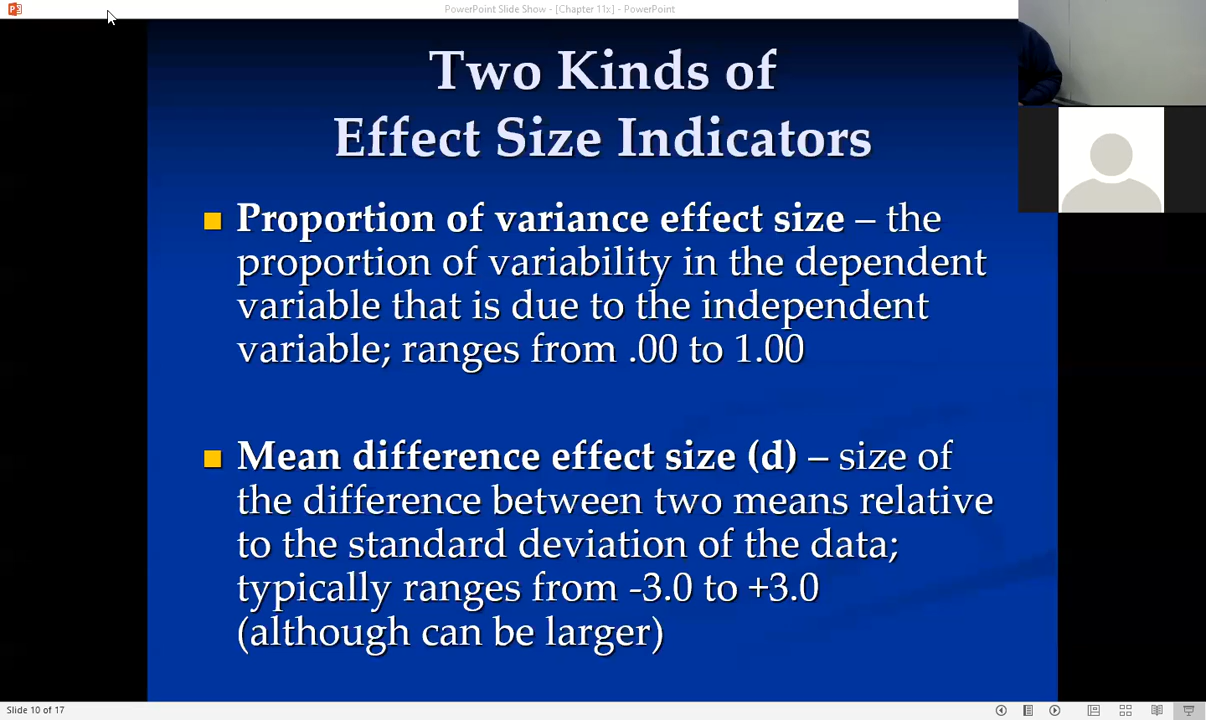 PowerPoint Slide Show - [Chapter 11x] - PowerPoint
Two Kinds of
Effect Size Indicators
Proportion of variance effect size – the
proportion of variability in the dependent
variable that is due to the independent
variable; ranges from .00 to 1.00
Mean difference effect size (d) – size of
the difference between two means relative
to the standard deviation of the data;
typically ranges from -3.0 to +3.0
(although can be larger)
Slide 10 of 17